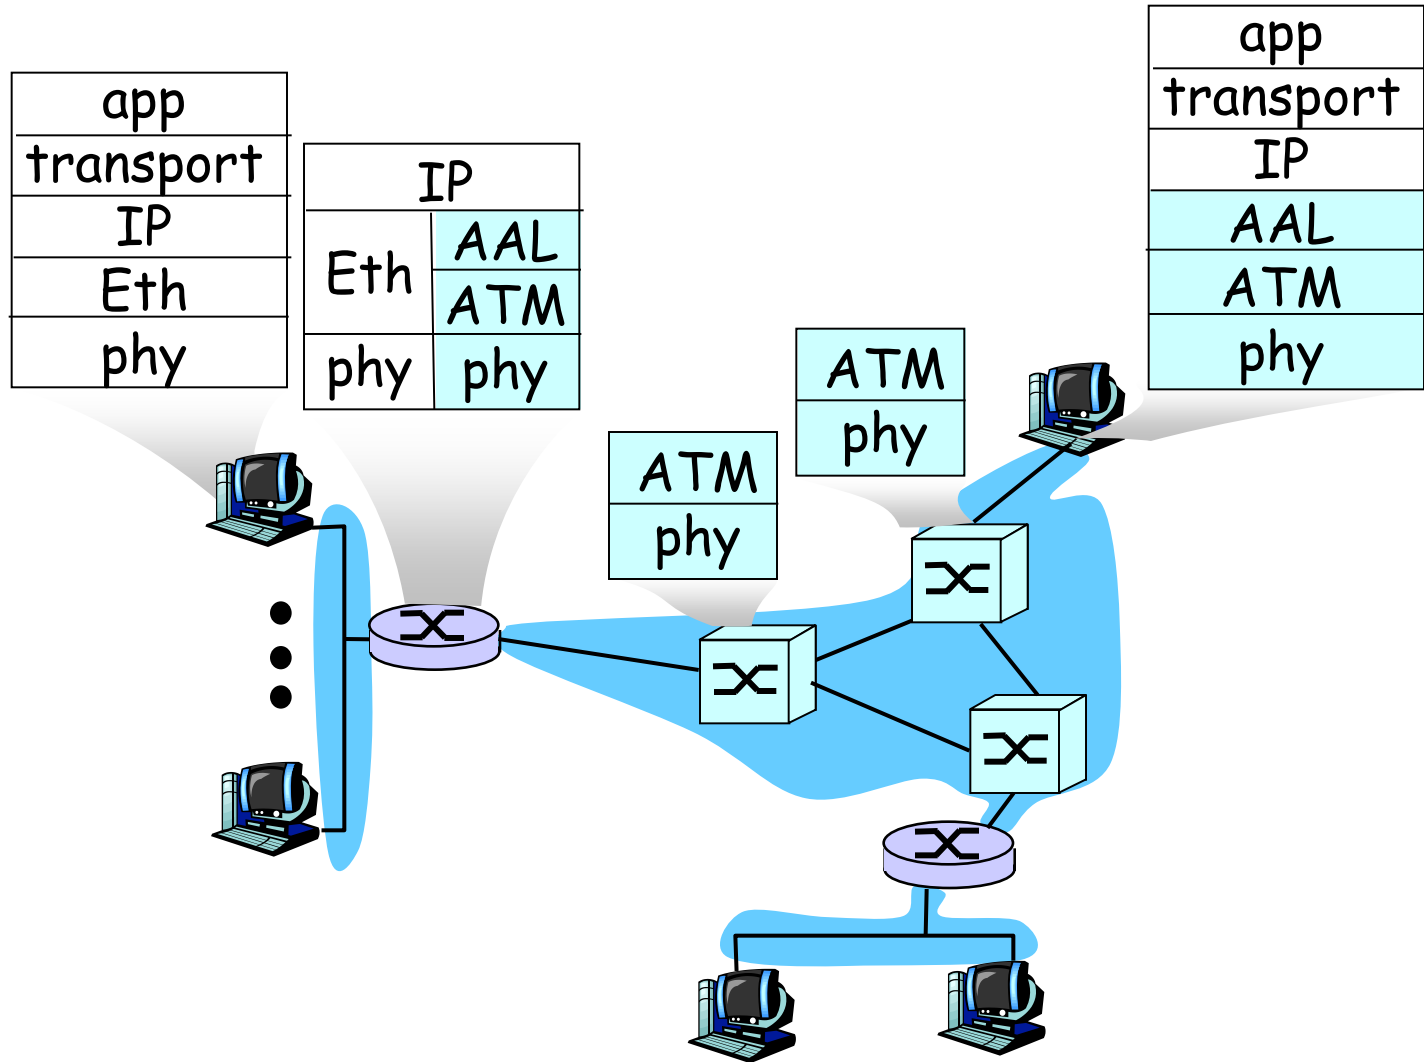 app
transport
IP
Eth
phy
IP
Eth
AAL
ATM
phy
phy
ATM
phy
ATM
phy
app
transport
IP
AAL
ATM
phy